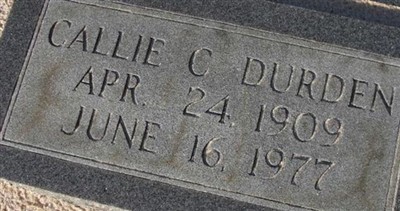 CALLIE C DURDEN
APR. 24, 1909
JUNE 16, 1977